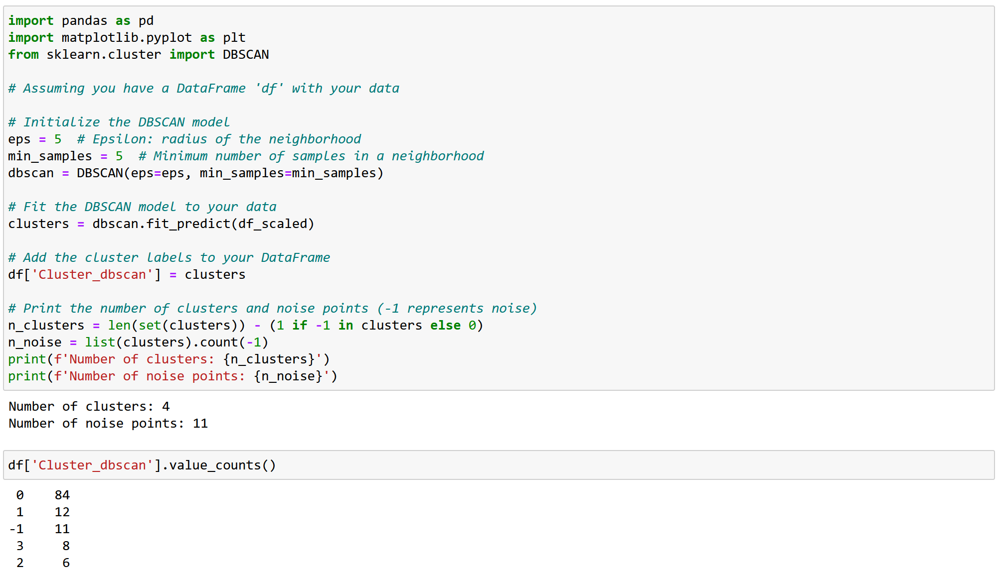 import pandas as pd
import matplotlib.pyplot as plt
from sklearn.cluster import DBSCAN
# Assuming you have a DataFrame 'df' with your data
# Initialize the DBSCAN model
eps = 5  # Epsilon: radius of the neighborhood
min_samples = 5  # Minimum number of samples in a neighborhood
dbscan = DBSCAN(eps=eps, min_samples=min_samples)
# Fit the DBSCAN model to your data
clusters = dbscan.fit_predict(df_scaled)
# Add the cluster labels to your DataFrame
df['Cluster_dbscan'] = clusters
# Print the number of clusters and noise points (-1 represents noise)
n_clusters = len(set(clusters)) - (1 if -1 in clusters else 0)
n_noise = list(clusters).count(-1)
print(f'Number of clusters: {n_clusters}')
print(f'Number of noise points: {n_noise}')
Number of clusters: 4
Number of noise points: 11
df['Cluster_dbscan'].value_counts()
 0    84
 1    12
-1    11
 3     8
 2     6